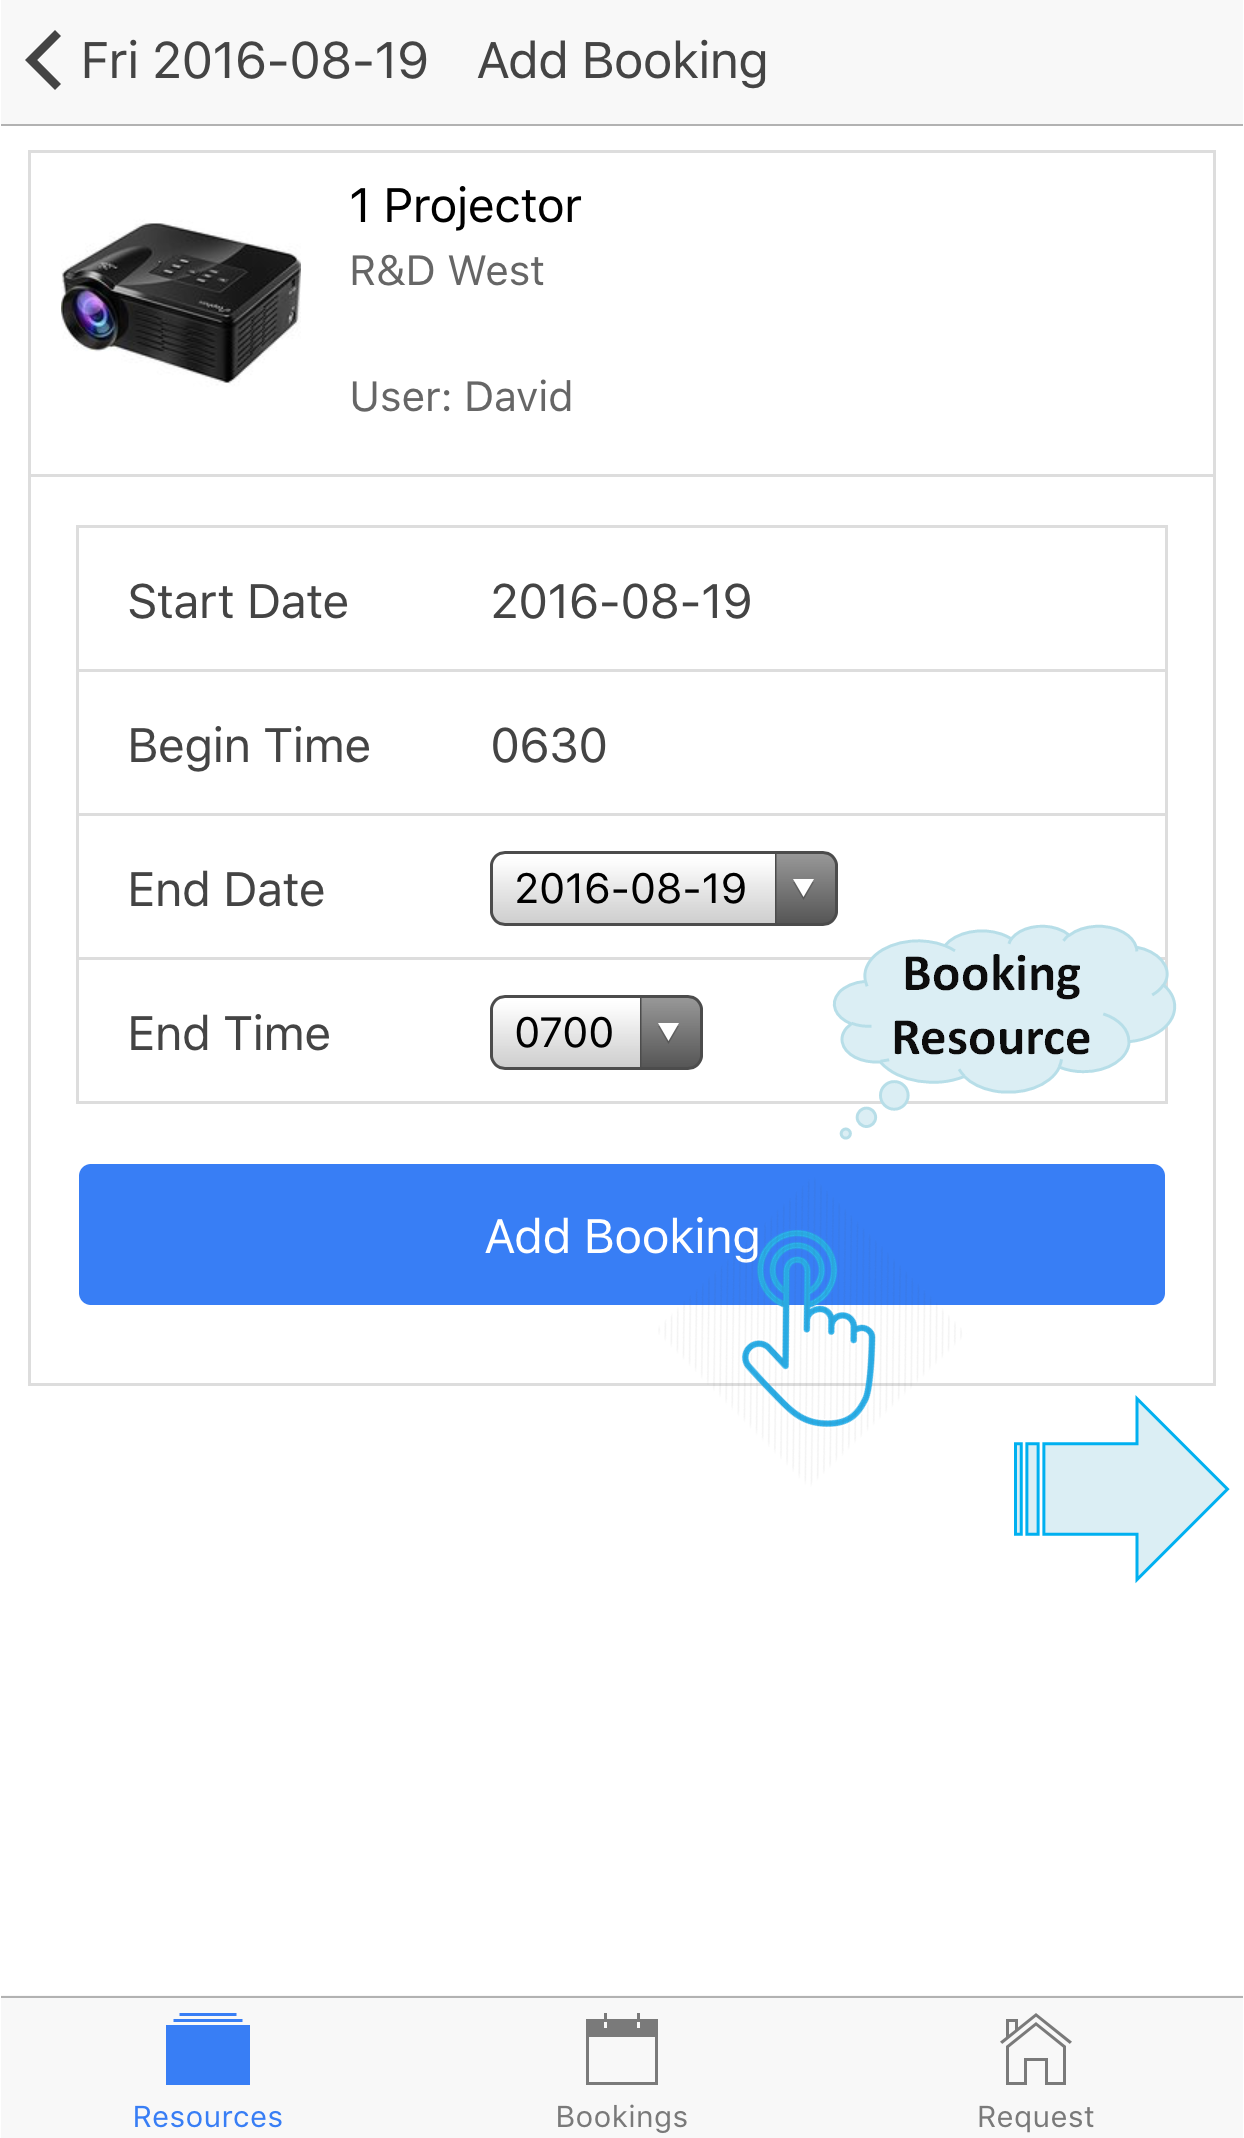 Fri 2016-08-19 Add Booking
1 Projector
R&D West
User: David
Start Date 2016-08-19
Begin Time 0630
End Date 2016-08-19
End Time 0700
Booking
Resource
Add Booking
Resources Bookings Request